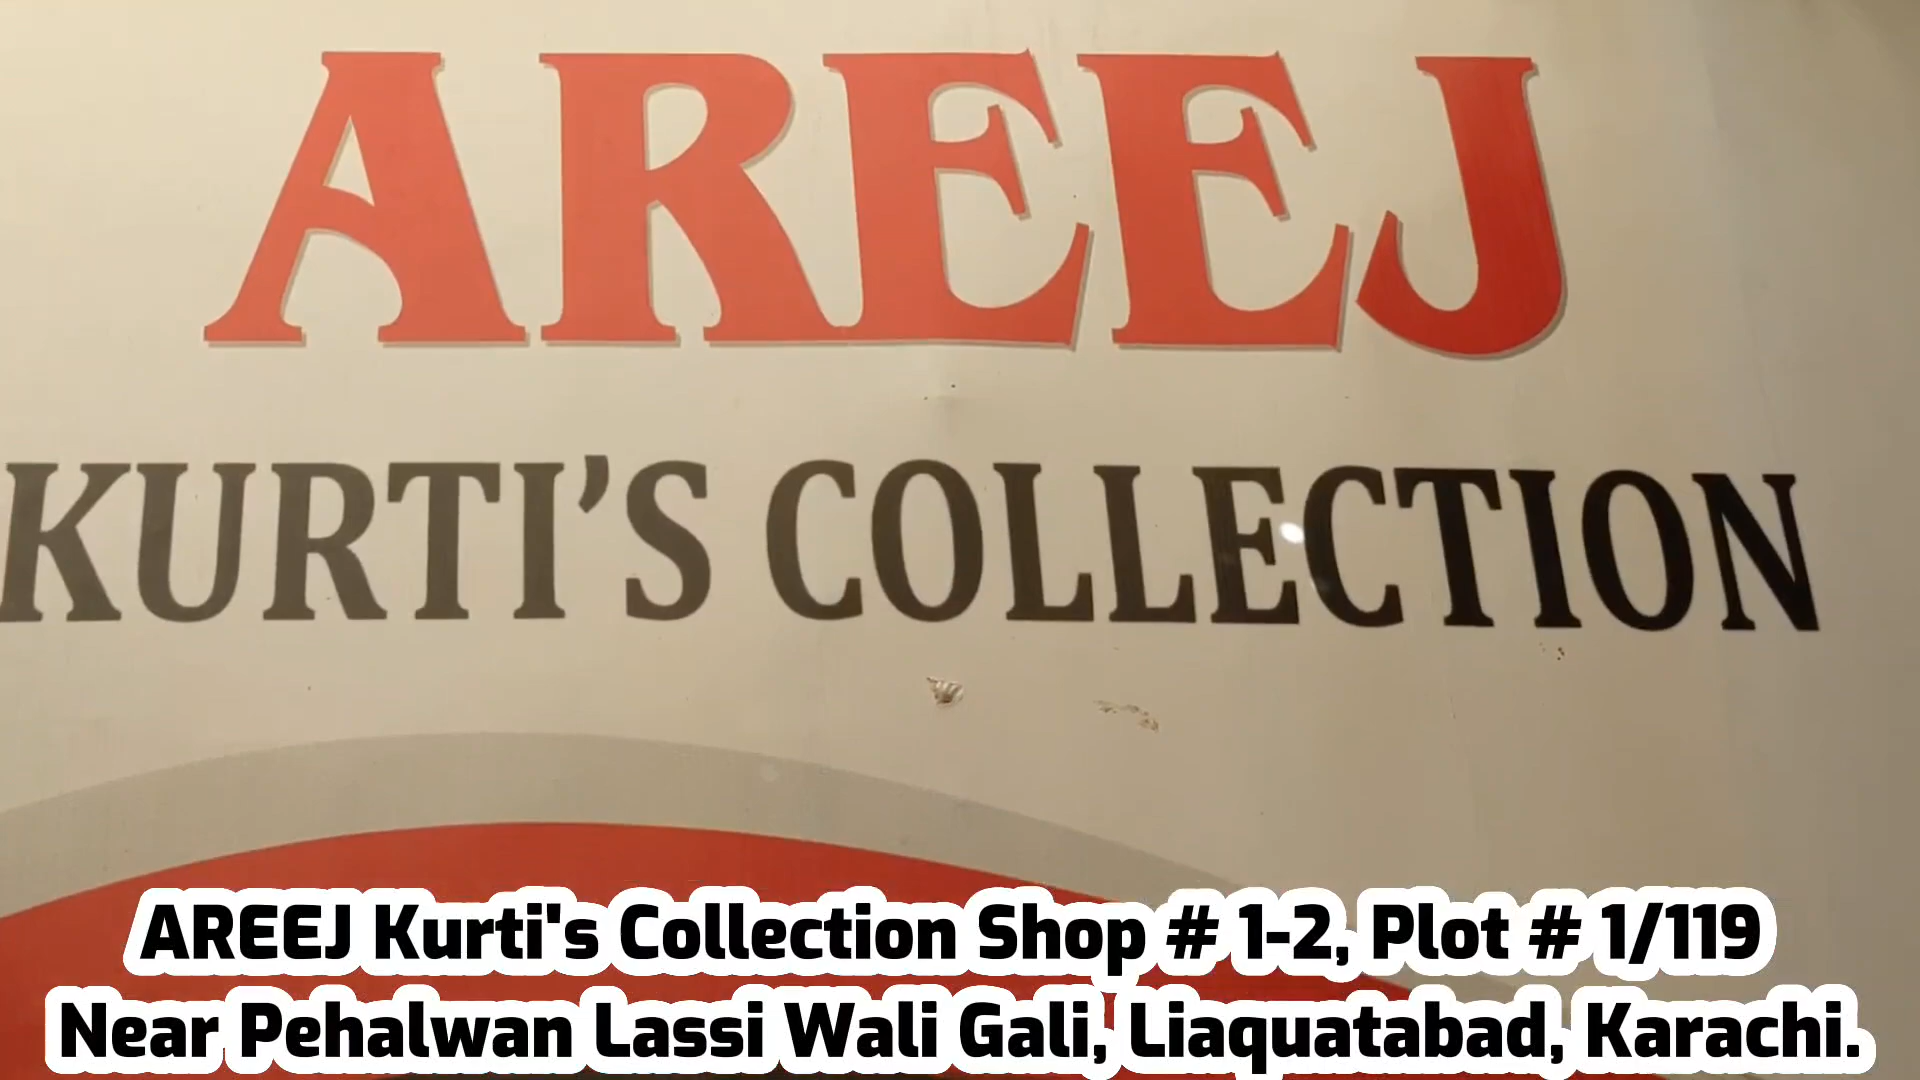 AREEJ
KURTI'S COLLECTION
AREEJ Kurti's Collection Shop # 1-2, Plot # 1/119
Near Pehalwan Lassi Wali Gali, Liaquatabad, Karachi.